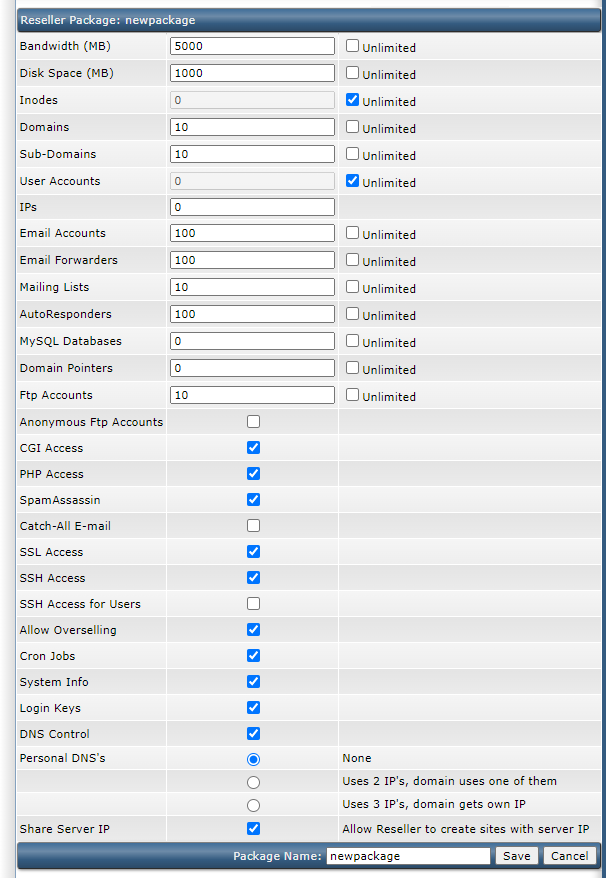 Reseller Package: newpackage
Bandwidth (MB) 5000 Unlimited
Disk Space (MB) 1000 Unlimited
Inodes 0 Unlimited
Domains 10 Unlimited
Sub-Domains 10 Unlimited
User Accounts 0 Unlimited
IPs 0
Email Accounts 100 Unlimited
Email Forwarders 100 Unlimited
Mailing Lists 10 Unlimited
AutoResponders 100 Unlimited
MySQL Databases 0 Unlimited
Domain Pointers 0 Unlimited
Ftp Accounts 10 Unlimited
Anonymous Ftp Accounts
CGI Access
PHP Access
SpamAssassin
Catch-All E-mail
SSL Access
SSH Access
SSH Access for Users
Allow Overselling
Cron Jobs
System Info
Login Keys
DNS Control
Personal DNS's None
Uses 2 IP's, domain uses one of them
Uses 3 IP's, domain gets own IP
Share Server IP Allow Reseller to create sites with server IP
Package Name: newpackage Save Cancel